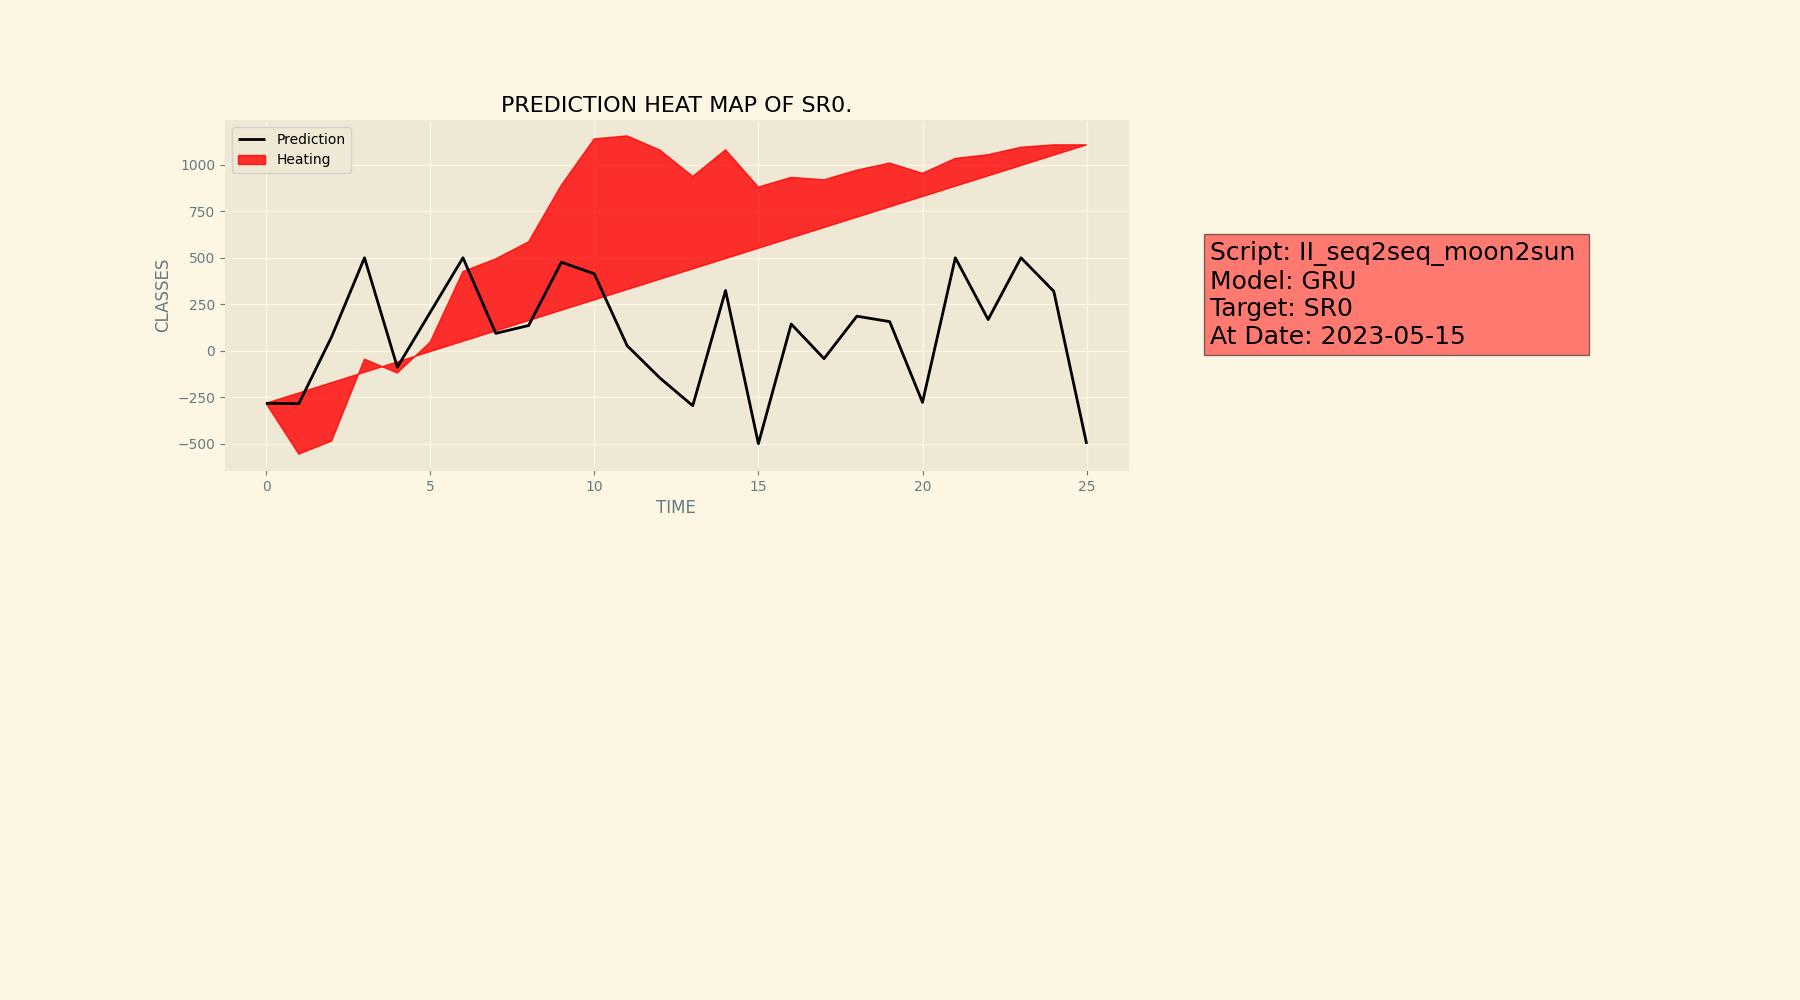 PREDICTION HEAT MAP OF SR0.
Prediction
Heating
1000
750
500
250
0
−250
−500
CLASSES
0 5 10 15 20 25
TIME
Script: II_seq2seq_moon2sun
Model: GRU
Target: SR0
At Date: 2023-05-15